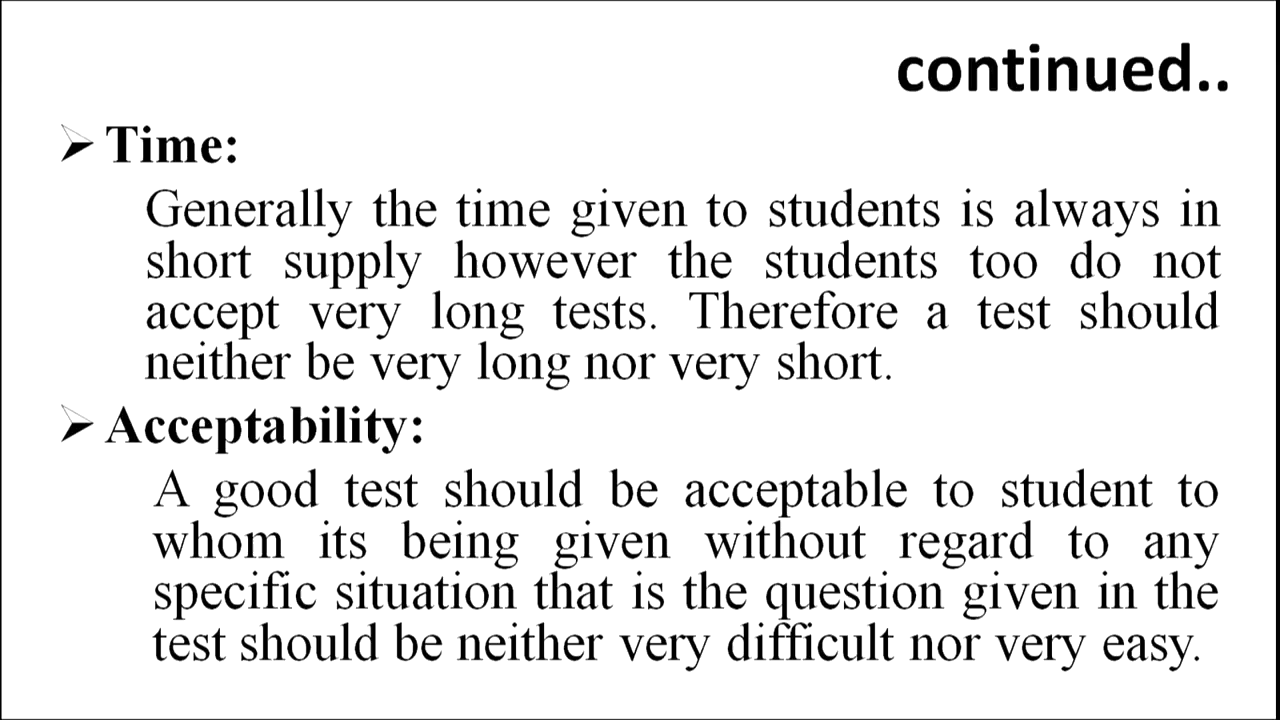 continued..
Time:
Generally the time given to students is always in
short supply however the students too do not
accept very long tests. Therefore a test should
neither be very long nor very short.
Acceptability:
A good test should be acceptable to student to
whom its being given without regard to any
specific situation that is the question given in the
test should be neither very difficult nor very easy.